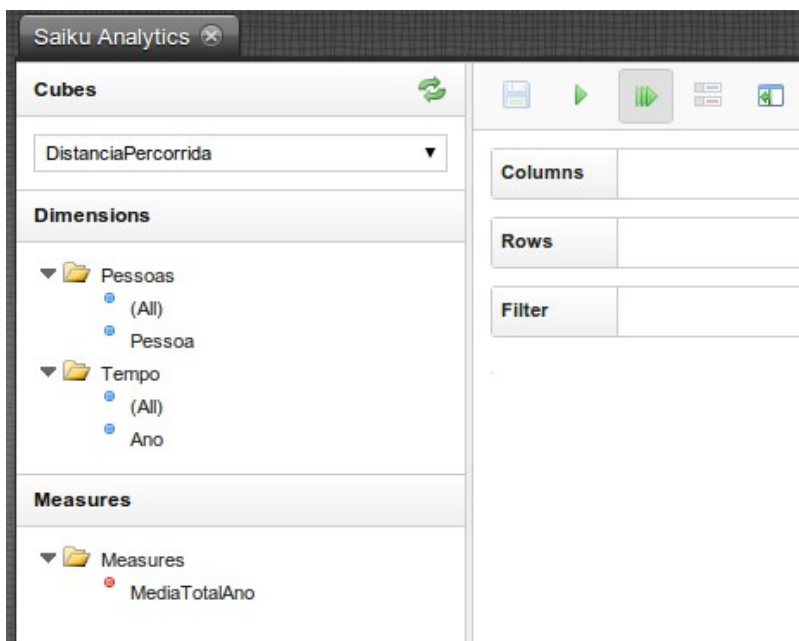 Saiku Analytics
Cubes
DistanciaPercorrida
Dimensions
Pessoas
(All)
Pessoa
Tempo
(All)
Ano
Measures
Measures
MediaTotalAno
Columns
Rows
Filter